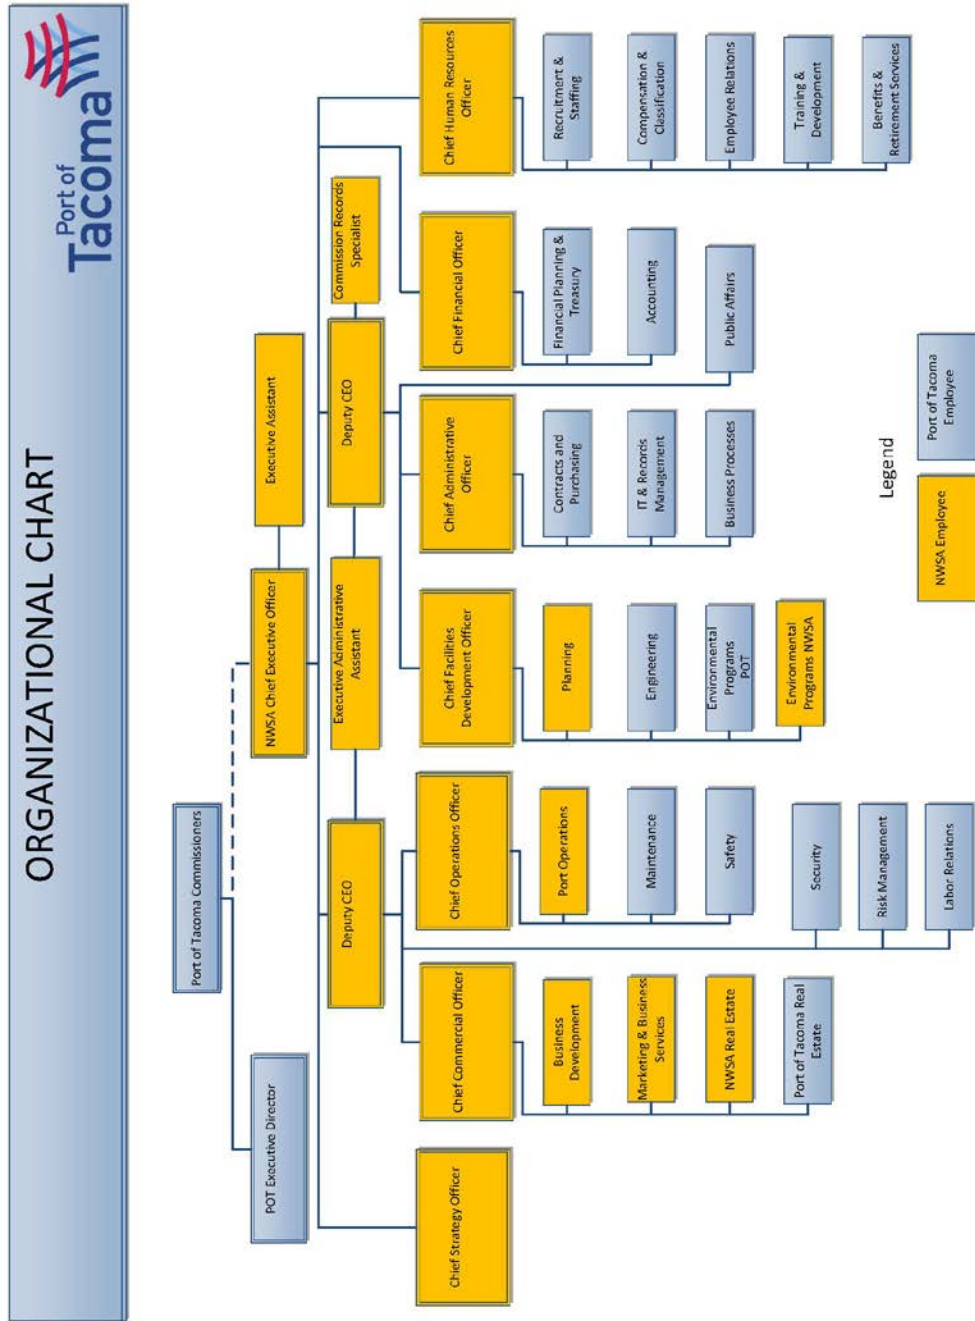 ORGANIZATIONAL CHART
Port of
Tacoma
Port of Tacoma Commissioners
POT Executive Director
NWSA Chief Executive Officer
Executive Assistant
Deputy CEO
Executive Administrative
Assistant
Deputy CEO
Commission Records
Specialist
Chief Strategy Officer
Chief Commercial Officer
Chief Operations Officer
Chief Facilities
Development Officer
Chief Administrative
Officer
Chief Financial Officer
Chief Human Resources
Officer
Business
Development
Marketing & Business
Services
NWSA Real Estate
Port of Tacoma Real
Estate
Port Operations
Maintenance
Safety
Security
Risk Management
Labor Relations
Planning
Engineering
Environmental
Programs
POT
Environmental
Programs NWSA
Contracts and
Purchasing
IT & Records
Management
Business Processes
Public Affairs
Financial Planning &
Treasury
Accounting
Recruitment &
Staffing
Compensation &
Classification
Employee Relations
Training &
Development
Benefits &
Retirement Services
Legend
NWSA Employee
Port of Tacoma
Employee